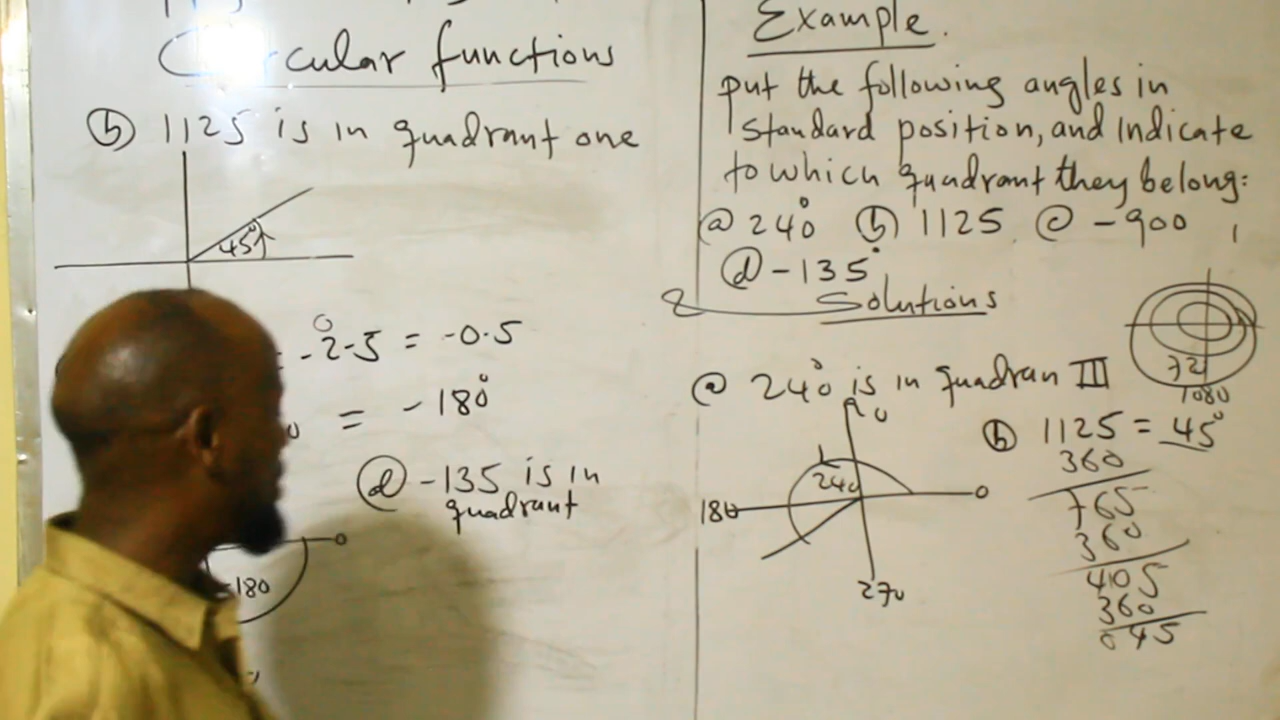 Circular functions
(b) 1125 is in quadrant one
45°
-2.5 = -0.5
= -180°
(d) -135 is in
quadrant
0
-180
Example.
put the following angles in
standard position, and indicate
to which quadrant they belong:
(a) 240° (b) 1125 (c) -900
(d) -135°
Solutions
(a) 240° is in quadran III
240
0
180
270
72
1080
(b) 1125 = 45°
360
765
360
405
360
045